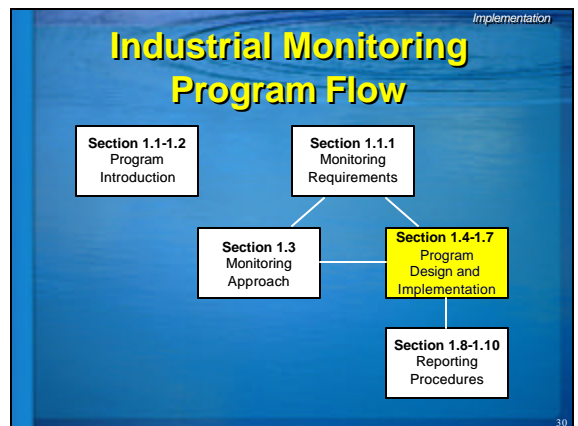 Implementation
Industrial Monitoring
Program Flow
Section 1.1-1.2
Program
Introduction
Section 1.1.1
Monitoring
Requirements
Section 1.3
Monitoring
Approach
Section 1.4-1.7
Program
Design and
Implementation
Section 1.8-1.10
Reporting
Procedures
30